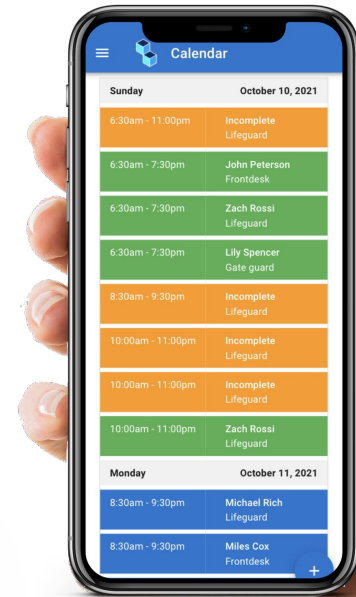 Calendar
Sunday October 10, 2021
6:30am - 11:00pm Incomplete
Lifeguard
6:30am - 7:30pm John Peterson
Frontdesk
6:30am - 7:30pm Zach Rossi
Lifeguard
6:30am - 7:30pm Lily Spencer
Gate guard
8:30am - 9:30pm Incomplete
Lifeguard
10:00am - 11:00pm Incomplete
Lifeguard
10:00am - 11:00pm Incomplete
Lifeguard
10:00am - 11:00pm Zach Rossi
Lifeguard
Monday October 11, 2021
8:30am - 9:30pm Michael Rich
Lifeguard
8:30am - 9:30pm Miles Cox
Frontdesk
+